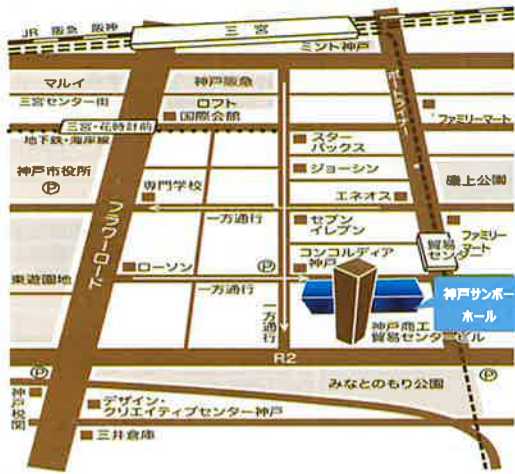 JR 阪急 阪神
三宮
ミント神戸
マルイ
神戸阪急
三宮センター街
ロフト
国際会館
ファミリーマート
三宮・花時計前
地下鉄・海岸線
スター
バックス
ポートライナー
神戸市役所
P
ジョーシン
専門学校
エネオス
磯上公園
一方通行
セブン
イレブン
フラワーロード
コンコルディア
神戸
ファミリー
マート
貿易
センター
東遊園地
ローソン
P
一方通行
神戸サンボー
ホール
一方通行
神戸商工
貿易センタービル
R2
P
みなとのもり公園
P
神戸税関
デザイン・
クリエイティブセンター神戸
三井倉庫